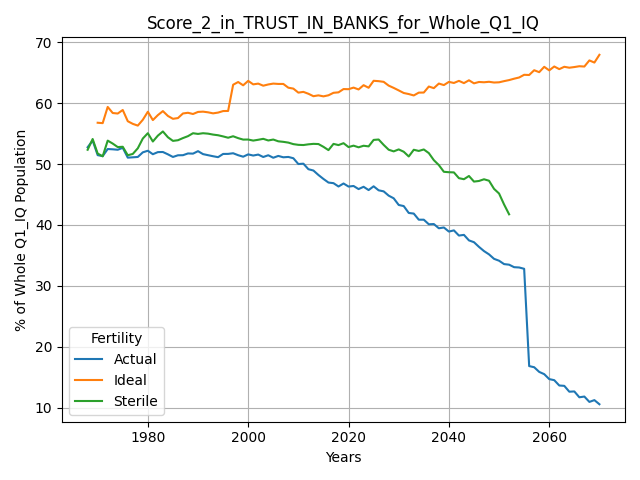 Score_2_in_TRUST_IN_BANKS_for_Whole_Q1_IQ
% of Whole Q1_IQ Population
70
60
50
40
30
20
10
Fertility
Actual
Ideal
Sterile
1980
2000
2020
2040
2060
Years